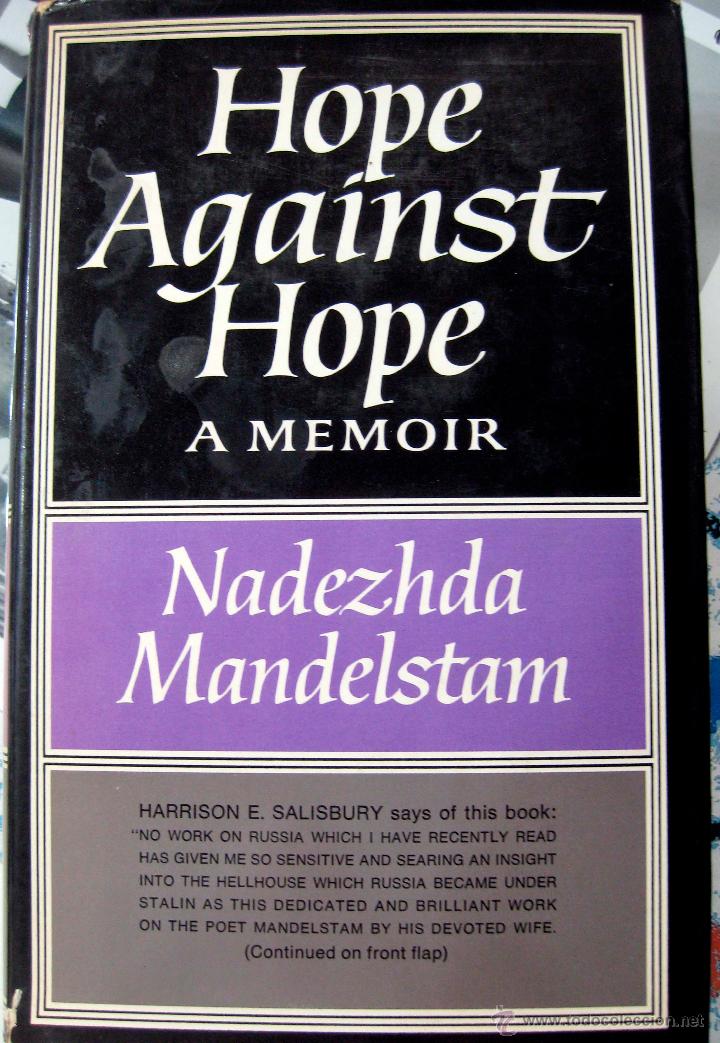 Hope
Against
Hope
A MEMOIR
Nadezhda
Mandelstam
HARRISON E. SALISBURY says of this book:
"NO WORK ON RUSSIA WHICH I HAVE RECENTLY READ
HAS GIVEN ME SO SENSITIVE AND SEARING AN INSIGHT
INTO THE HELLHOUSE WHICH RUSSIA BECAME UNDER
STALIN AS THIS DEDICATED AND BRILLIANT WORK
ON THE POET MANDELSTAM BY HIS DEVOTED WIFE.
(Continued on front flap)
© www.todocoleccion.net